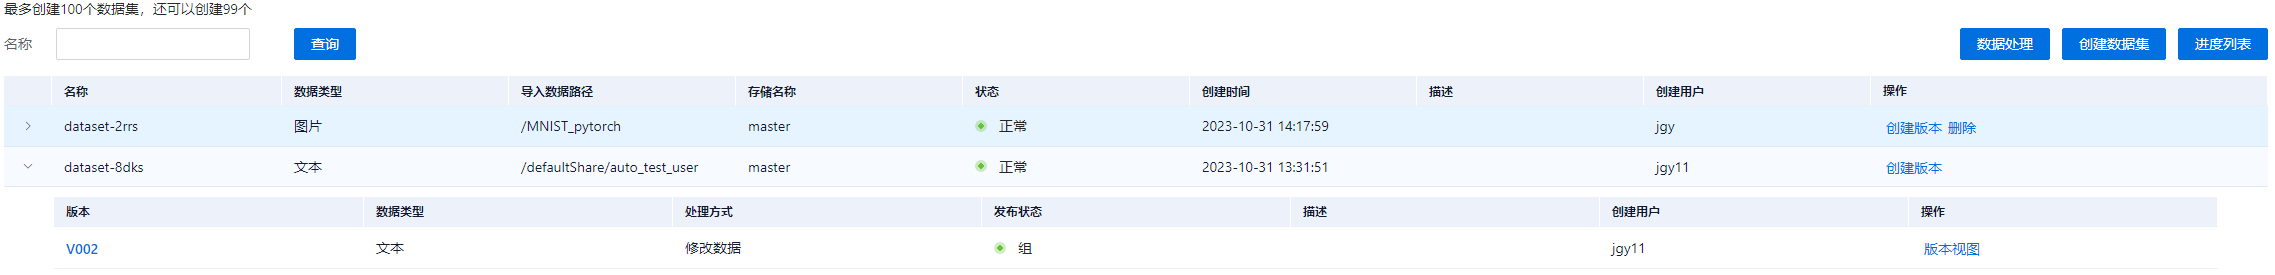 最多创建100个数据集，还可以创建99个
名称 查询 数据处理 创建数据集 进度列表
名称 数据类型 导入数据路径 存储名称 状态 创建时间 描述 创建用户 操作
dataset-2rrs 图片 /MNIST_pytorch master 正常 2023-10-31 14:17:59 jgy 创建版本 删除
dataset-8dks 文本 /defaultShare/auto_test_user master 正常 2023-10-31 13:31:51 jgy11 创建版本
版本 数据类型 处理方式 发布状态 描述 创建用户 操作
V002 文本 修改数据 组 jgy11 版本视图